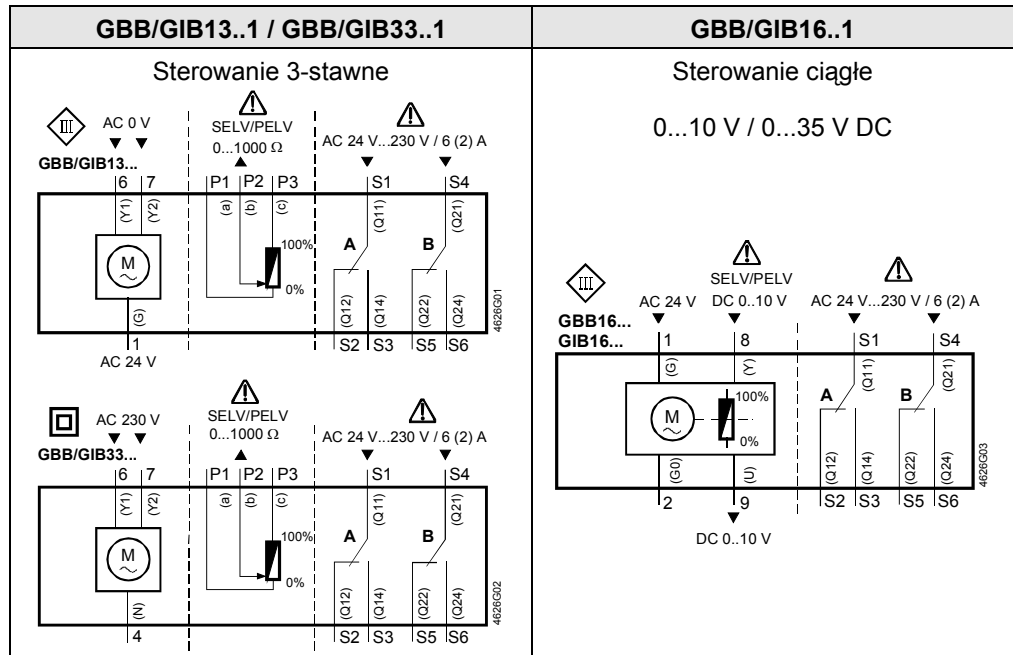 GBB/GIB13..1 / GBB/GIB33..1
Sterowanie 3-stawne
III
AC 0 V
SELV/PELV
0...1000 Ω
AC 24 V...230 V / 6 (2) A
GBB/GIB13...
6 7 P1 P2 P3 S1 S4
(Y1) (Y2) (a) (b) (c) (Q11) (Q21)
A B
100%
M
~
0%
(G) (Q12) (Q14) (Q22) (Q24)
1 S2 S3 S5 S6
AC 24 V
4626G01
AC 230 V
SELV/PELV
0...1000 Ω
AC 24 V...230 V / 6 (2) A
GBB/GIB33...
6 7 P1 P2 P3 S1 S4
(Y1) (Y2) (a) (b) (c) (Q11) (Q21)
A B
100%
M
~
0%
(N) (Q12) (Q14) (Q22) (Q24)
4 S2 S3 S5 S6
4626G02
GBB/GIB16..1
Sterowanie ciągłe
0...10 V / 0...35 V DC
III
SELV/PELV
AC 24 V DC 0..10 V AC 24 V...230 V / 6 (2) A
GBB16...
GIB16...
1 8 S1 S4
(G) (Y) (Q11) (Q21)
100%
A B
M
~
0%
(G0) (U) (Q12) (Q14) (Q22) (Q24)
2 9 S2 S3 S5 S6
DC 0..10 V
4626G03